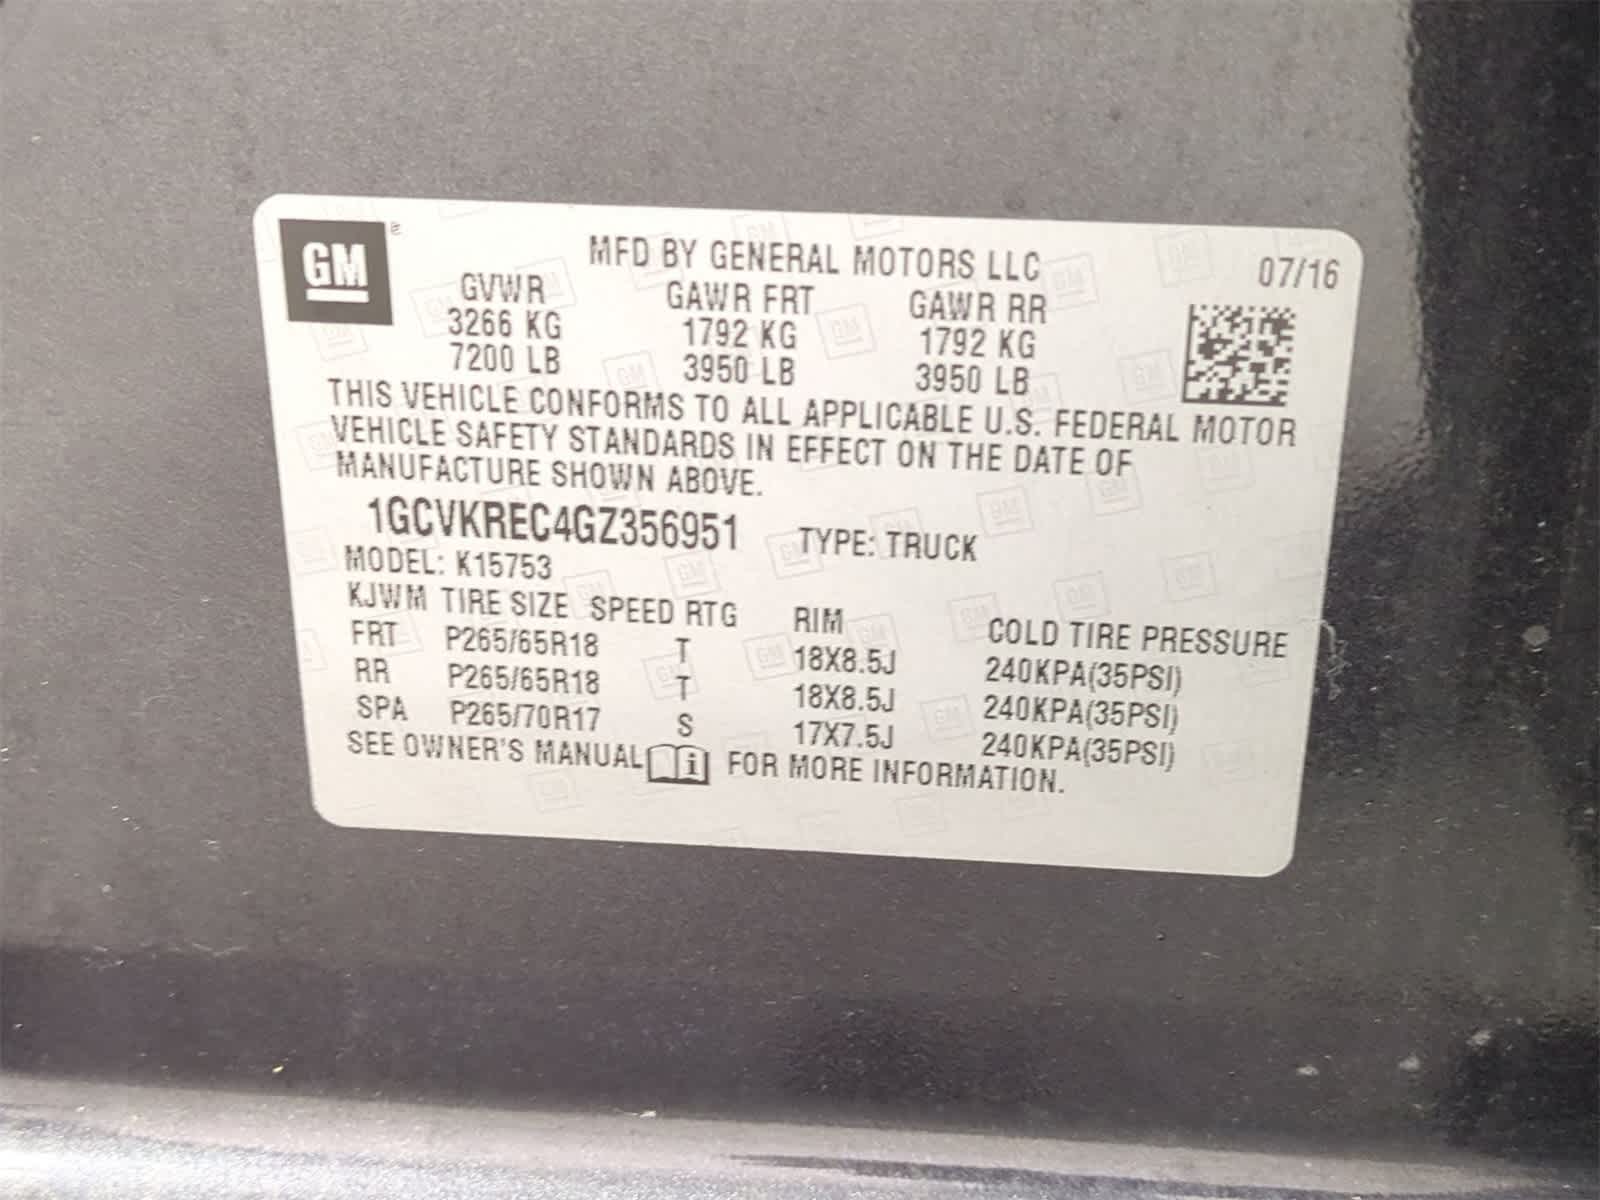 GM
MFD BY GENERAL MOTORS LLC 07/16
GVWR GAWR FRT GAWR RR
3266 KG 1792 KG 1792 KG
7200 LB 3950 LB 3950 LB
THIS VEHICLE CONFORMS TO ALL APPLICABLE U.S. FEDERAL MOTOR
VEHICLE SAFETY STANDARDS IN EFFECT ON THE DATE OF
MANUFACTURE SHOWN ABOVE.
1GCVKREC4GZ356951 TYPE: TRUCK
MODEL: K15753
KJWM TIRE SIZE SPEED RTG RIM COLD TIRE PRESSURE
FRT P265/65R18 T 18X8.5J 240KPA(35PSI)
RR P265/65R18 T 18X8.5J 240KPA(35PSI)
SPA P265/70R17 S 17X7.5J 240KPA(35PSI)
SEE OWNER'S MANUAL i FOR MORE INFORMATION.